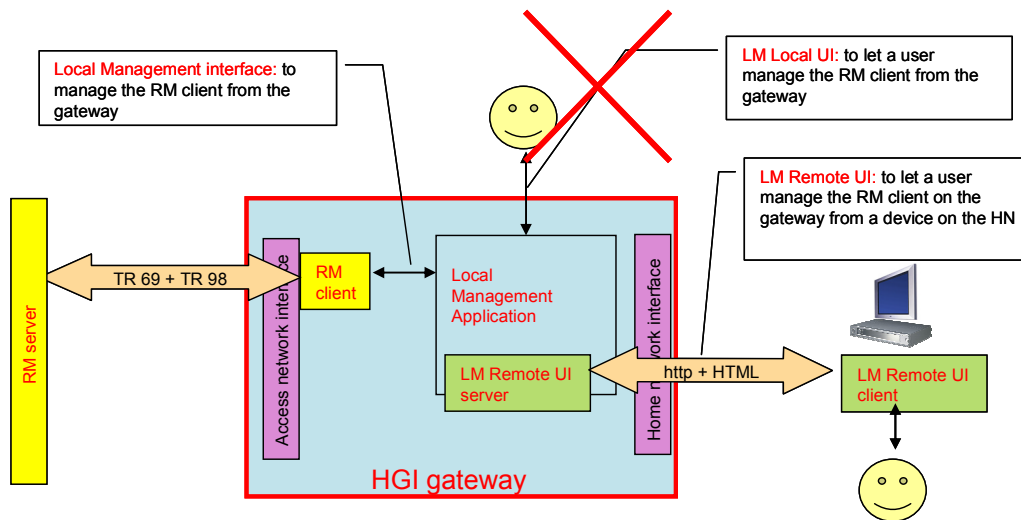 Local Management interface: to
manage the RM client from the
gateway
LM Local UI: to let a user
manage the RM client from the
gateway
LM Remote UI: to let a user
manage the RM client on the
gateway from a device on the HN
RM server
TR 69 + TR 98
Access network interface
RM
client
Local
Management
Application
LM Remote UI
server
Home network interface
http + HTML
LM Remote UI
client
HGI gateway